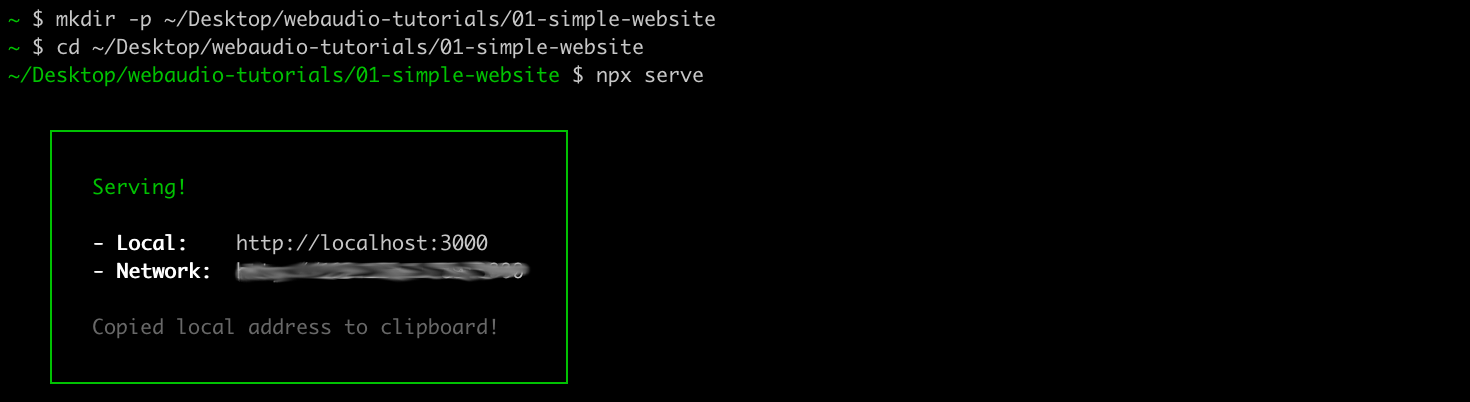 ~ $ mkdir -p ~/Desktop/webaudio-tutorials/01-simple-website
~ $ cd ~/Desktop/webaudio-tutorials/01-simple-website
~/Desktop/webaudio-tutorials/01-simple-website $ npx serve
Serving!
- Local: http://localhost:3000
- Network:
Copied local address to clipboard!